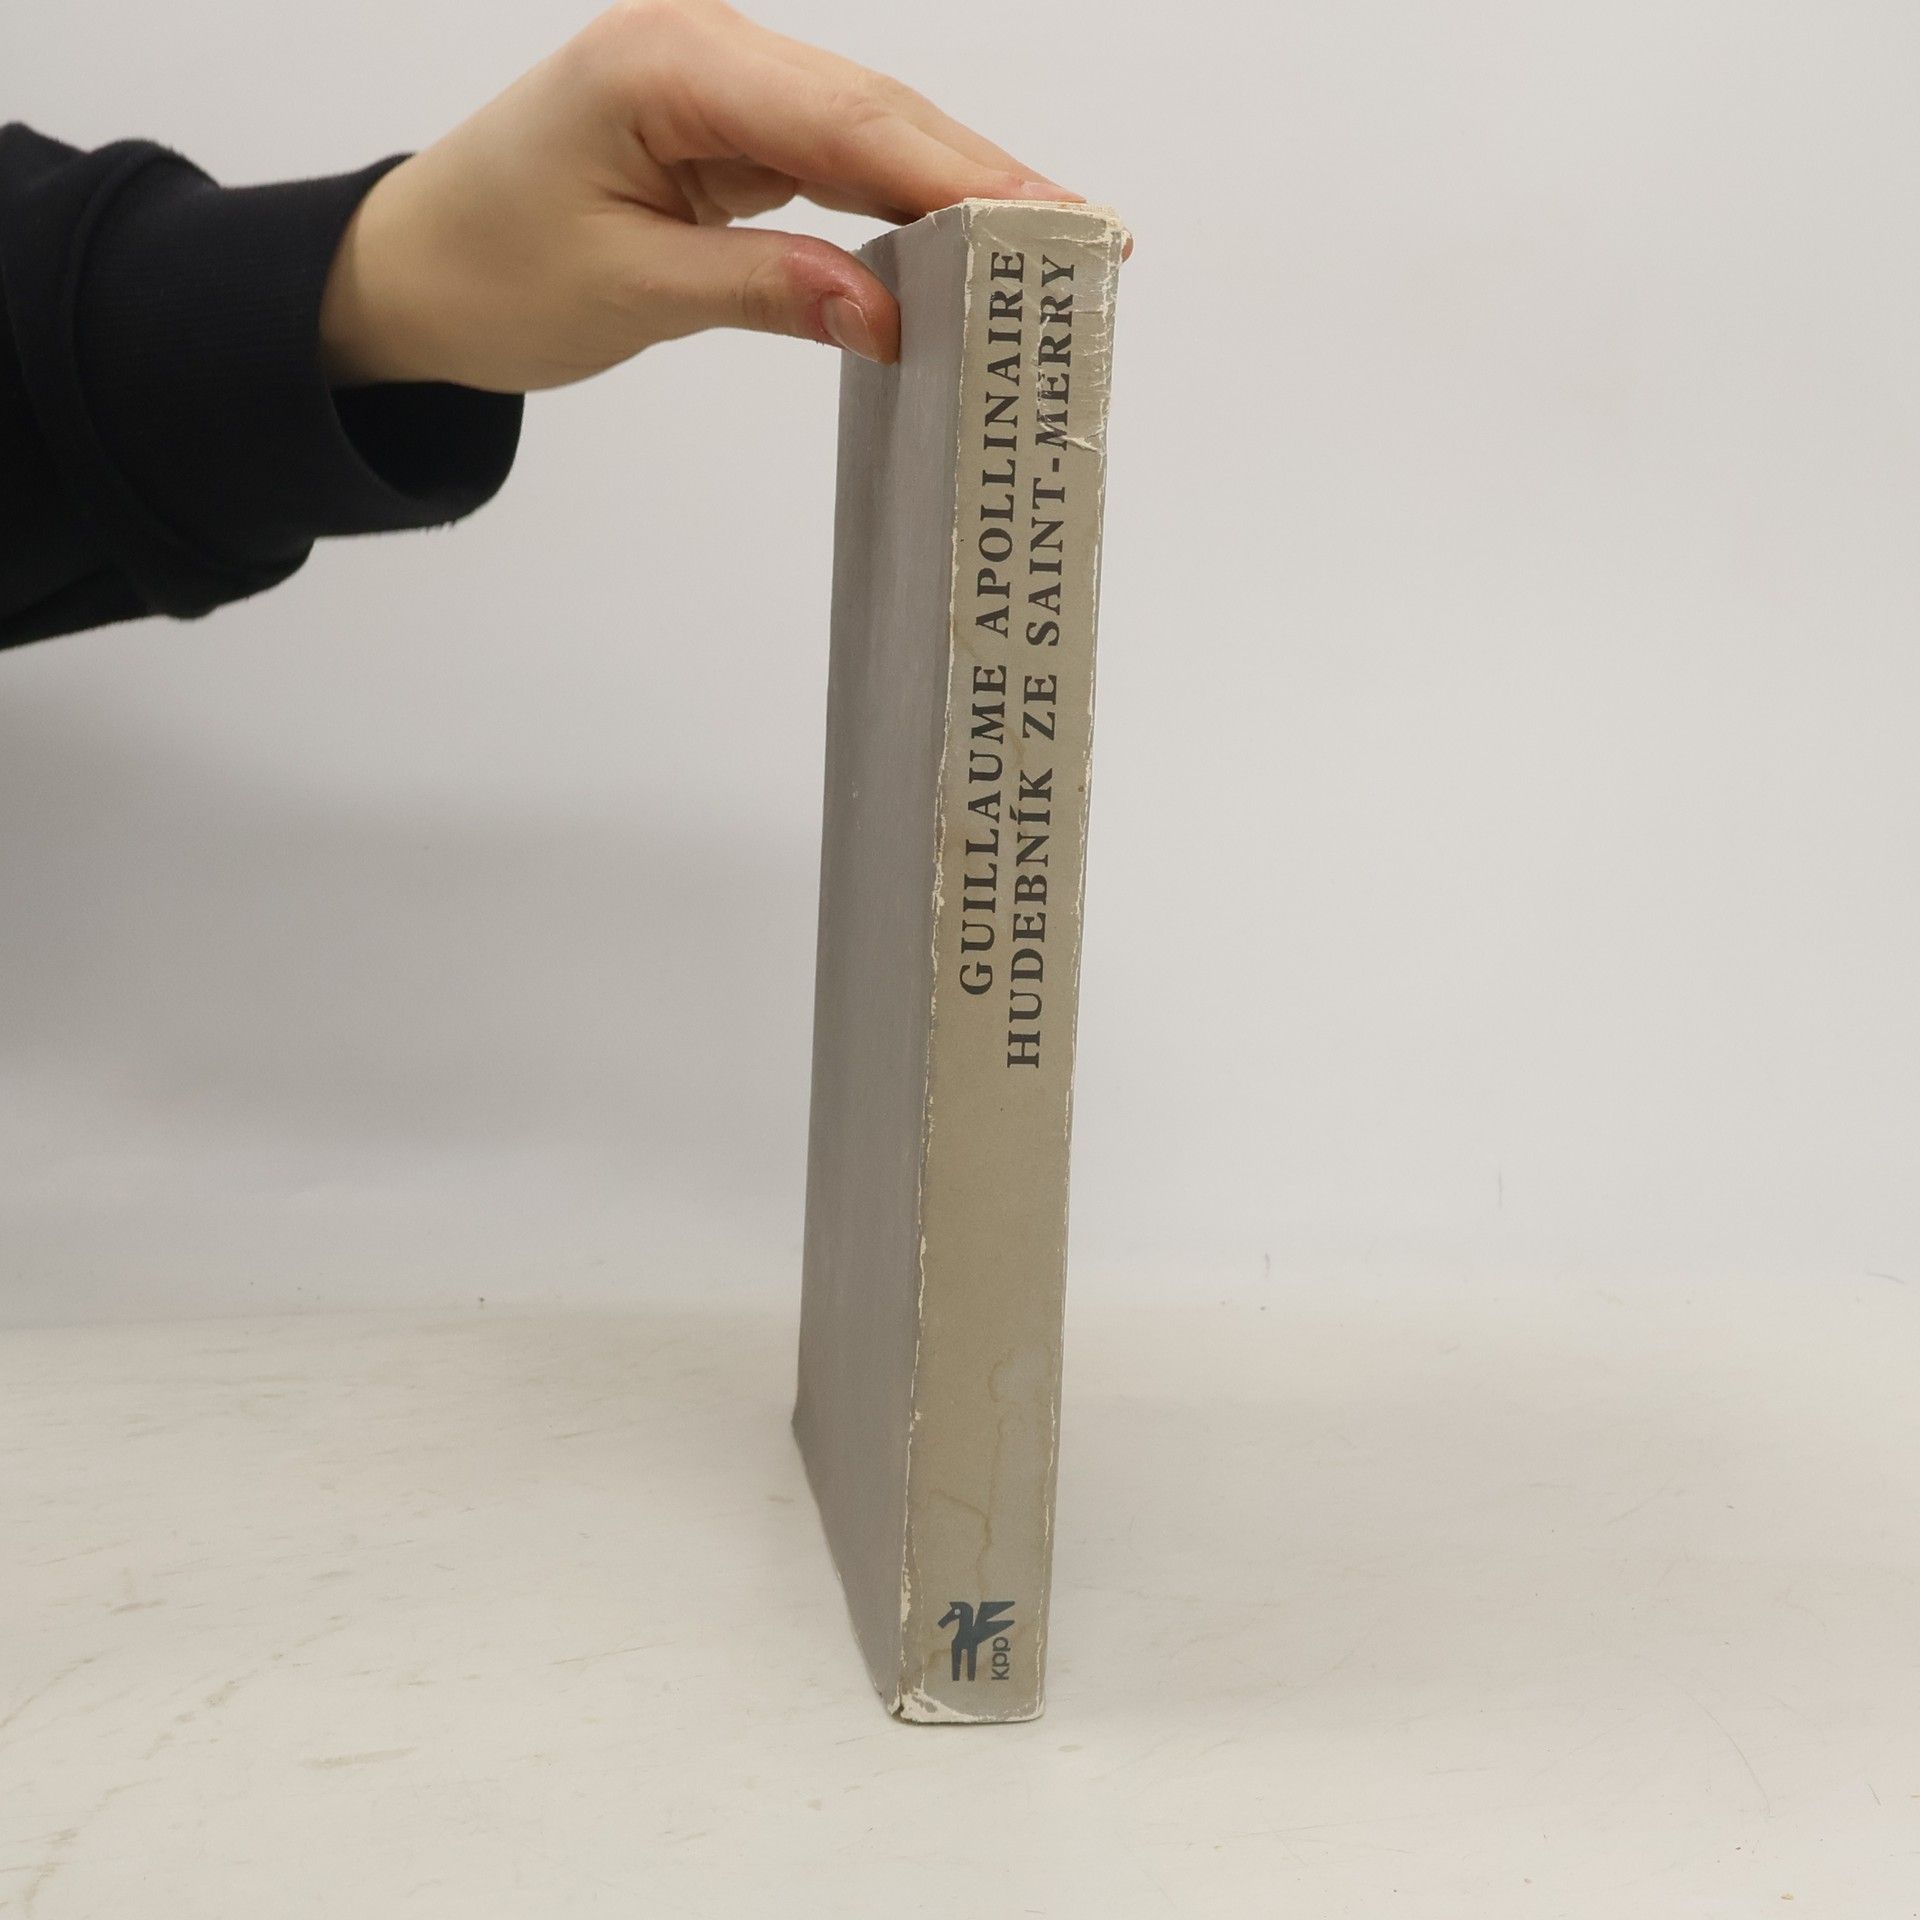 GUILLAUME APOLLINAIRE
HUDEBNÍK ZE SAINT-MERRY
kpp